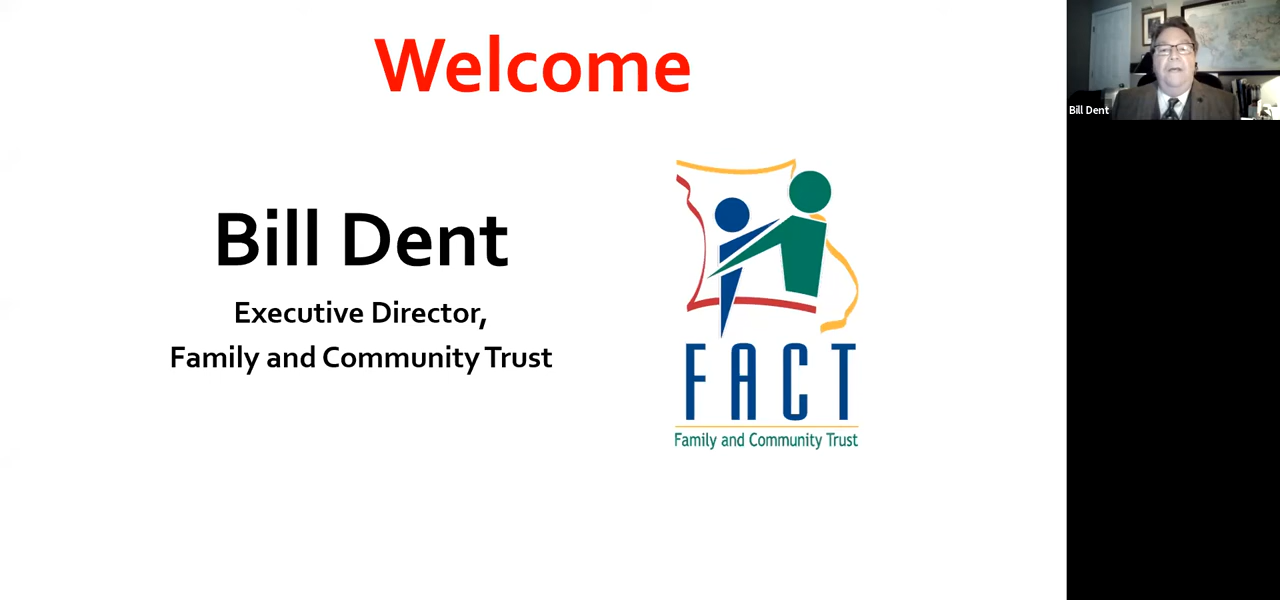 Welcome
Bill Dent
Executive Director,
Family and Community Trust
FACT
Family and Community Trust
Bill Dent